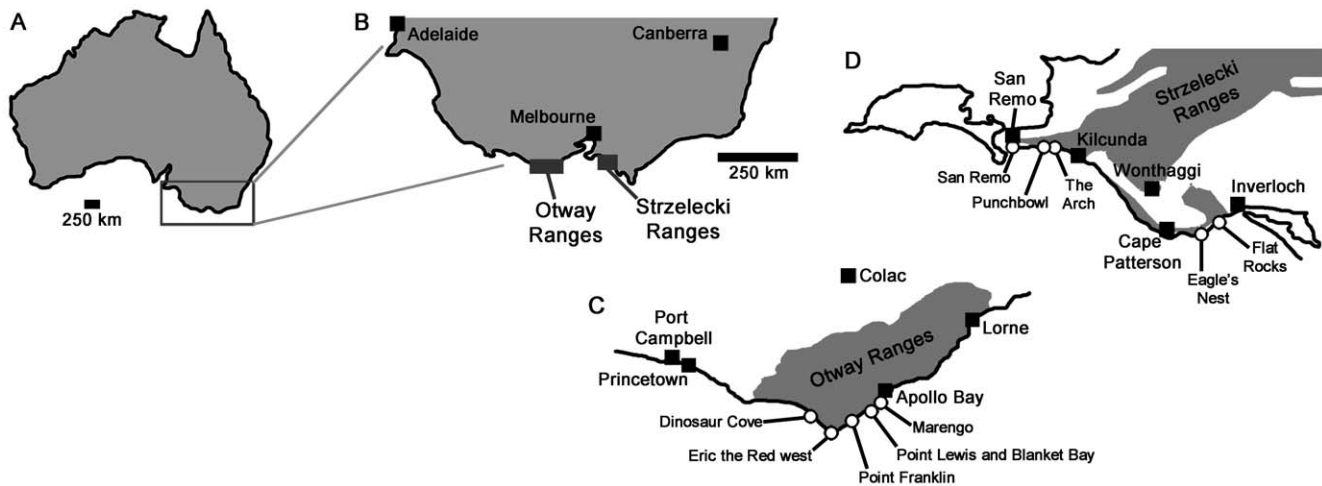 A
250 km
B
Adelaide
Canberra
Melbourne
250 km
Otway
Ranges
Strzelecki
Ranges
D
San
Remo
Strzelecki
Ranges
Kilcunda
San Remo
Punchbowl
The
Arch
Wonthaggi
Inverloch
Cape
Patterson
Flat
Rocks
Eagle's
Nest
C
Colac
Port
Campbell
Princetown
Otway Ranges
Lorne
Apollo Bay
Dinosaur Cove
Marengo
Eric the Red west
Point Lewis and Blanket Bay
Point Franklin